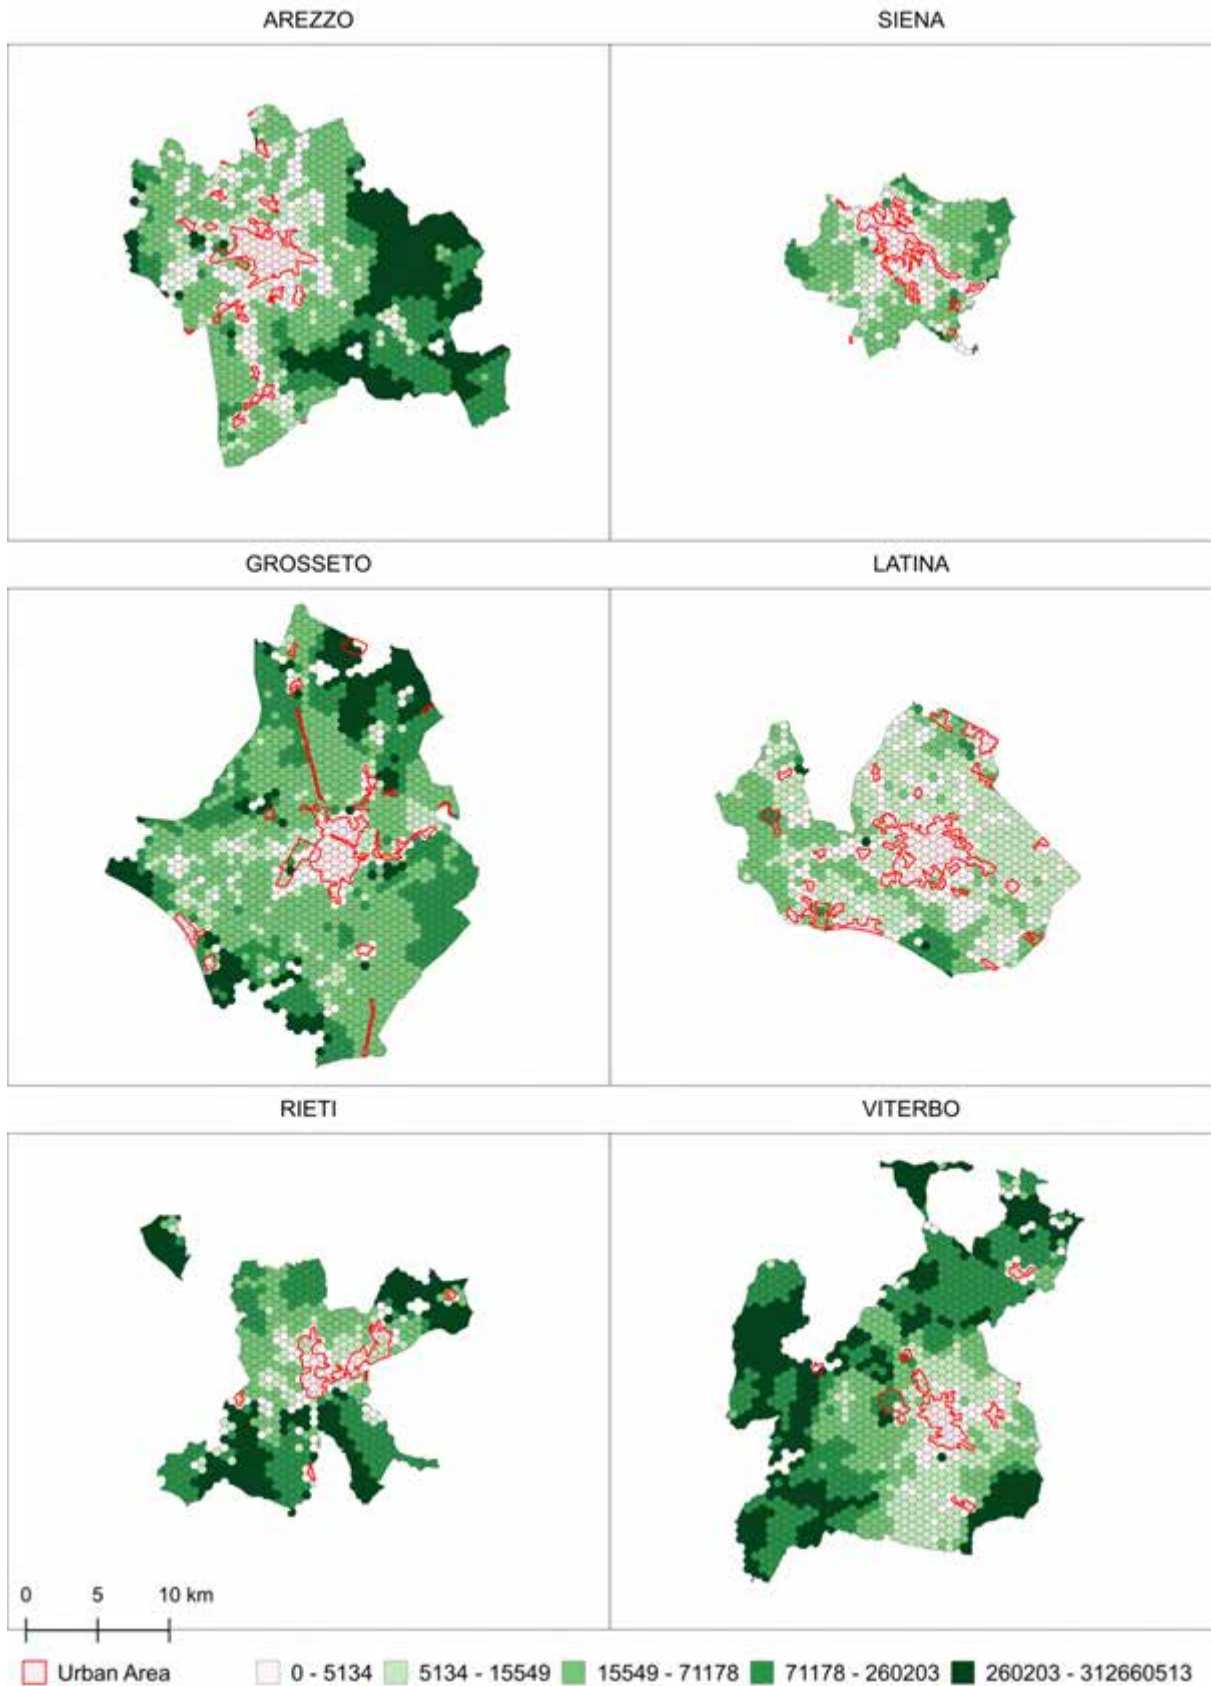 AREZZO
SIENA
GROSSETO
LATINA
RIETI
VITERBO
0 5 10 km
Urban Area 0 - 5134 5134 - 15549 15549 - 71178 71178 - 260203 260203 - 312660513